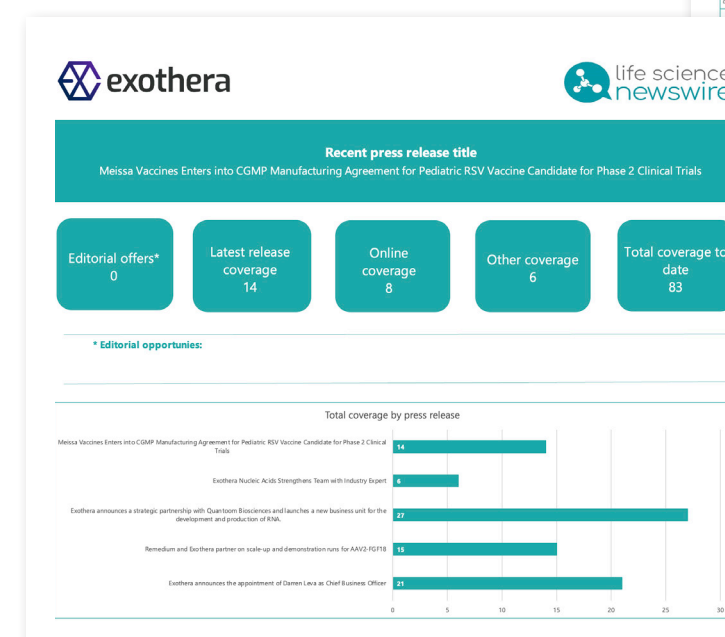 exothera
life science
newswire
Recent press release title
Meissa Vaccines Enters into CGMP Manufacturing Agreement for Pediatric RSV Vaccine Candidate for Phase 2 Clinical Trials
Editorial offers*
0
Latest release
coverage
14
Online
coverage
8
Other coverage
6
Total coverage to
date
83
* Editorial opportunies:
Total coverage by press release
Meissa Vaccines Enters into CGMP Manufacturing Agreement for Pediatric RSV Vaccine Candidate for Phase 2 Clinical
Trials
14
Exothera Nucleic Acids Strengthens Team with Industry Expert
6
Exothera announces a strategic partnership with Quantoom Biosciences and launches a new business unit for the
development and production of RNA.
27
Remedium and Exothera partner on scale-up and demonstration runs for AAV2-FGF18
15
Exothera announces the appointment of Darren Leva as Chief Business Officer
21
0 5 10 15 20 25 30